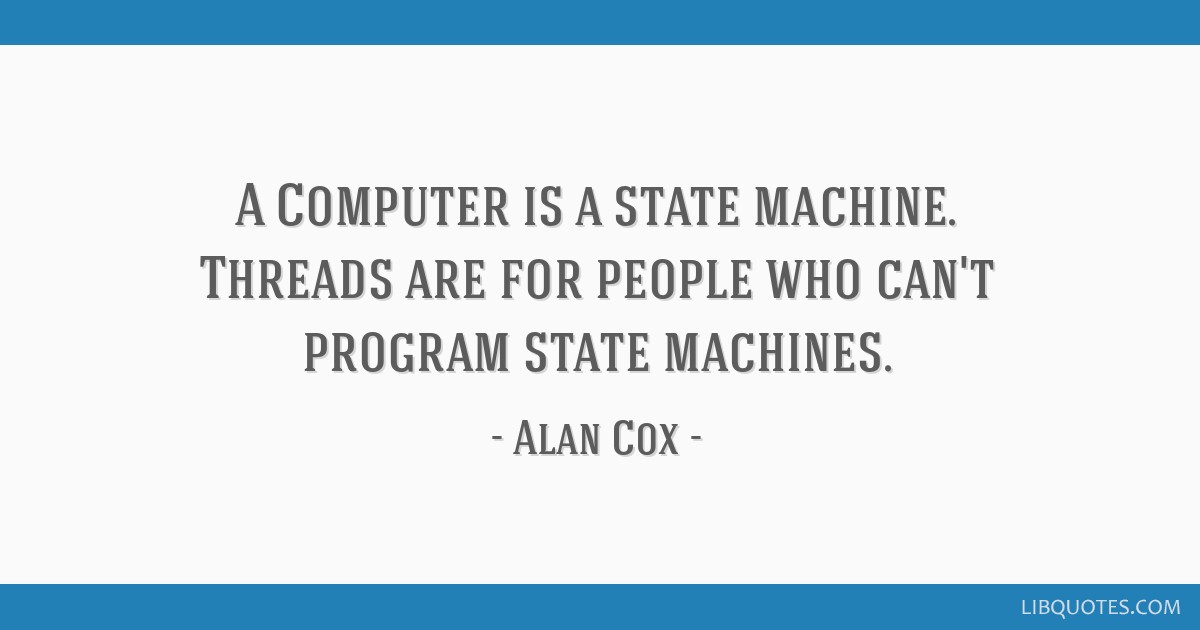 A Computer is a state machine.
Threads are for people who can't
program state machines.
- Alan Cox -
LIBQUOTES.COM